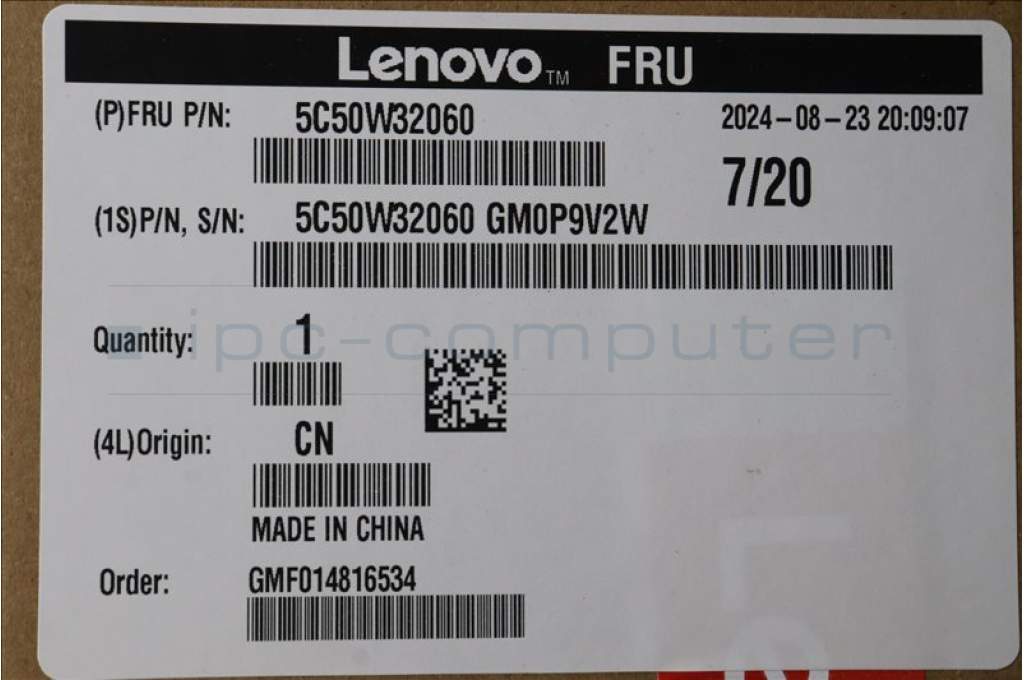 Lenovo™ FRU
(P)FRU P/N: 5C50W32060 2024-08-23 20:09:07
7/20
(1S)P/N, S/N: 5C50W32060 GM0P9V2W
Quantity: 1
ipc-computer
(4L)Origin: CN
MADE IN CHINA
Order: GMF014816534